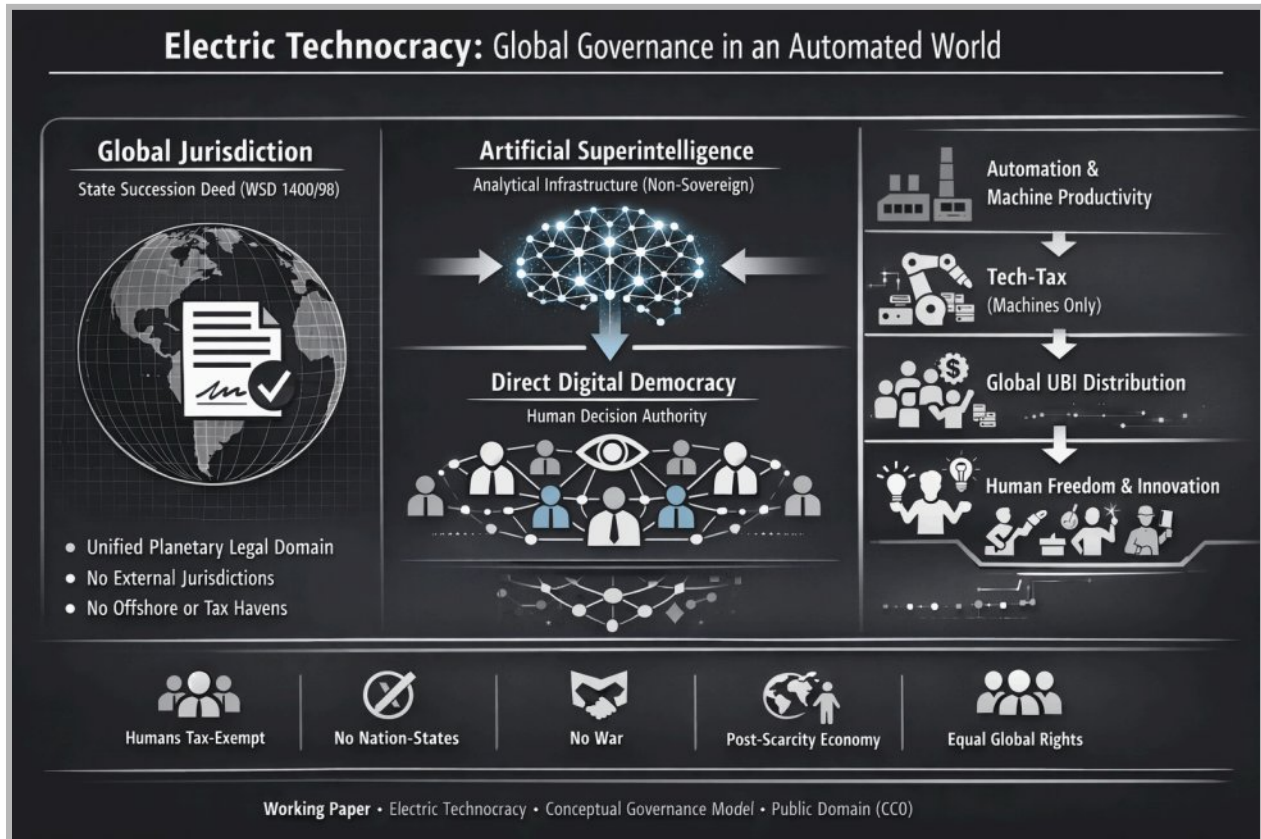 Electric Technocracy: Global Governance in an Automated World
Global Jurisdiction
State Succession Deed (WSD 1400/98)
• Unified Planetary Legal Domain
• No External Jurisdictions
• No Offshore or Tax Havens
Artificial Superintelligence
Analytical Infrastructure (Non-Sovereign)
Direct Digital Democracy
Human Decision Authority
Automation &
Machine Productivity
Tech-Tax
(Machines Only)
$
Global UBI Distribution
Human Freedom & Innovation
Humans Tax-Exempt
No Nation-States
No War
Post-Scarcity Economy
Equal Global Rights
Working Paper • Electric Technocracy • Conceptual Governance Model • Public Domain (CC0)